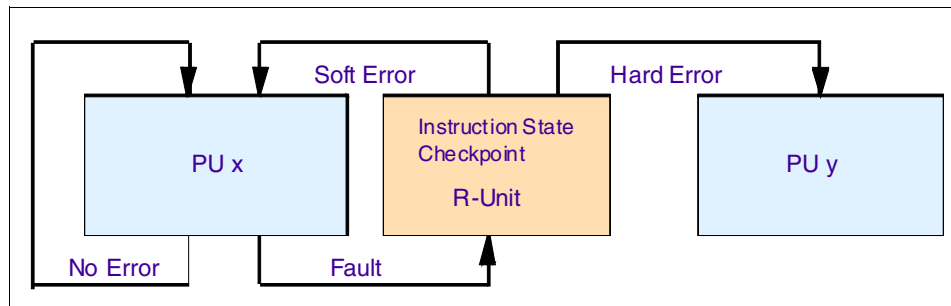 Soft Error
Hard Error
PU x
Instruction State
Checkpoint
R-Unit
PU y
No Error
Fault